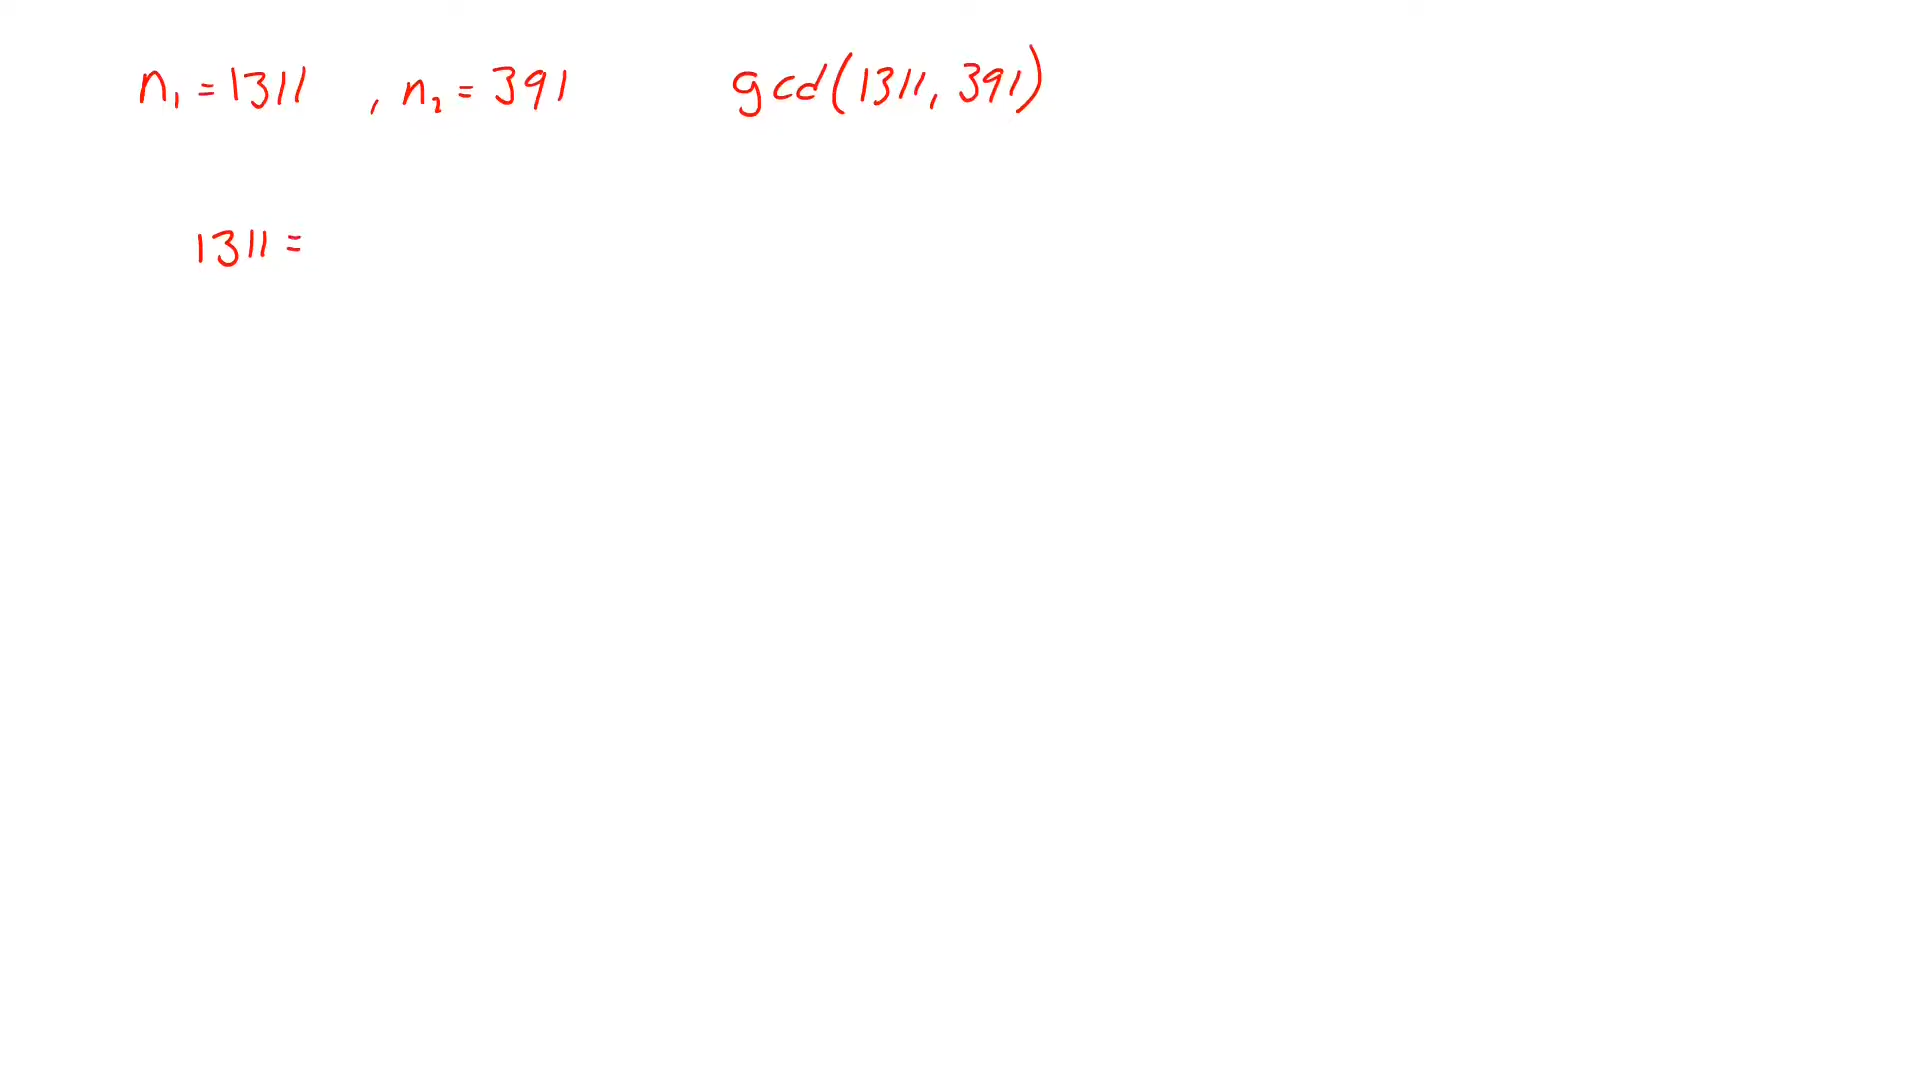 n₁ = 1311 , n₂ = 391 gcd(1311, 391)
1311 =